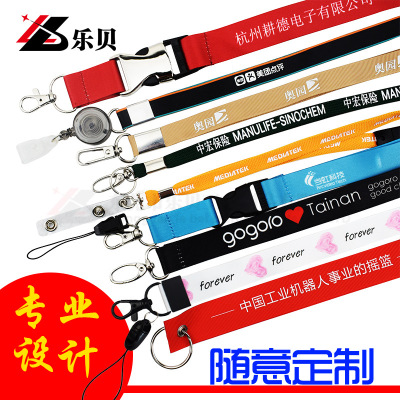 LS 乐贝
杭州耕德电子有限公司
美团点评
奥园 奥园
中宏保险 MANULIFE-SINOCHEM 中宏保险 MANULIFE
MEDIATEK MEDIATEK MEDIATEK
gogoro
good
gogoro Tainan
forever forever forever
中国工业机器人事业的摇篮
专业
设计
随意定制